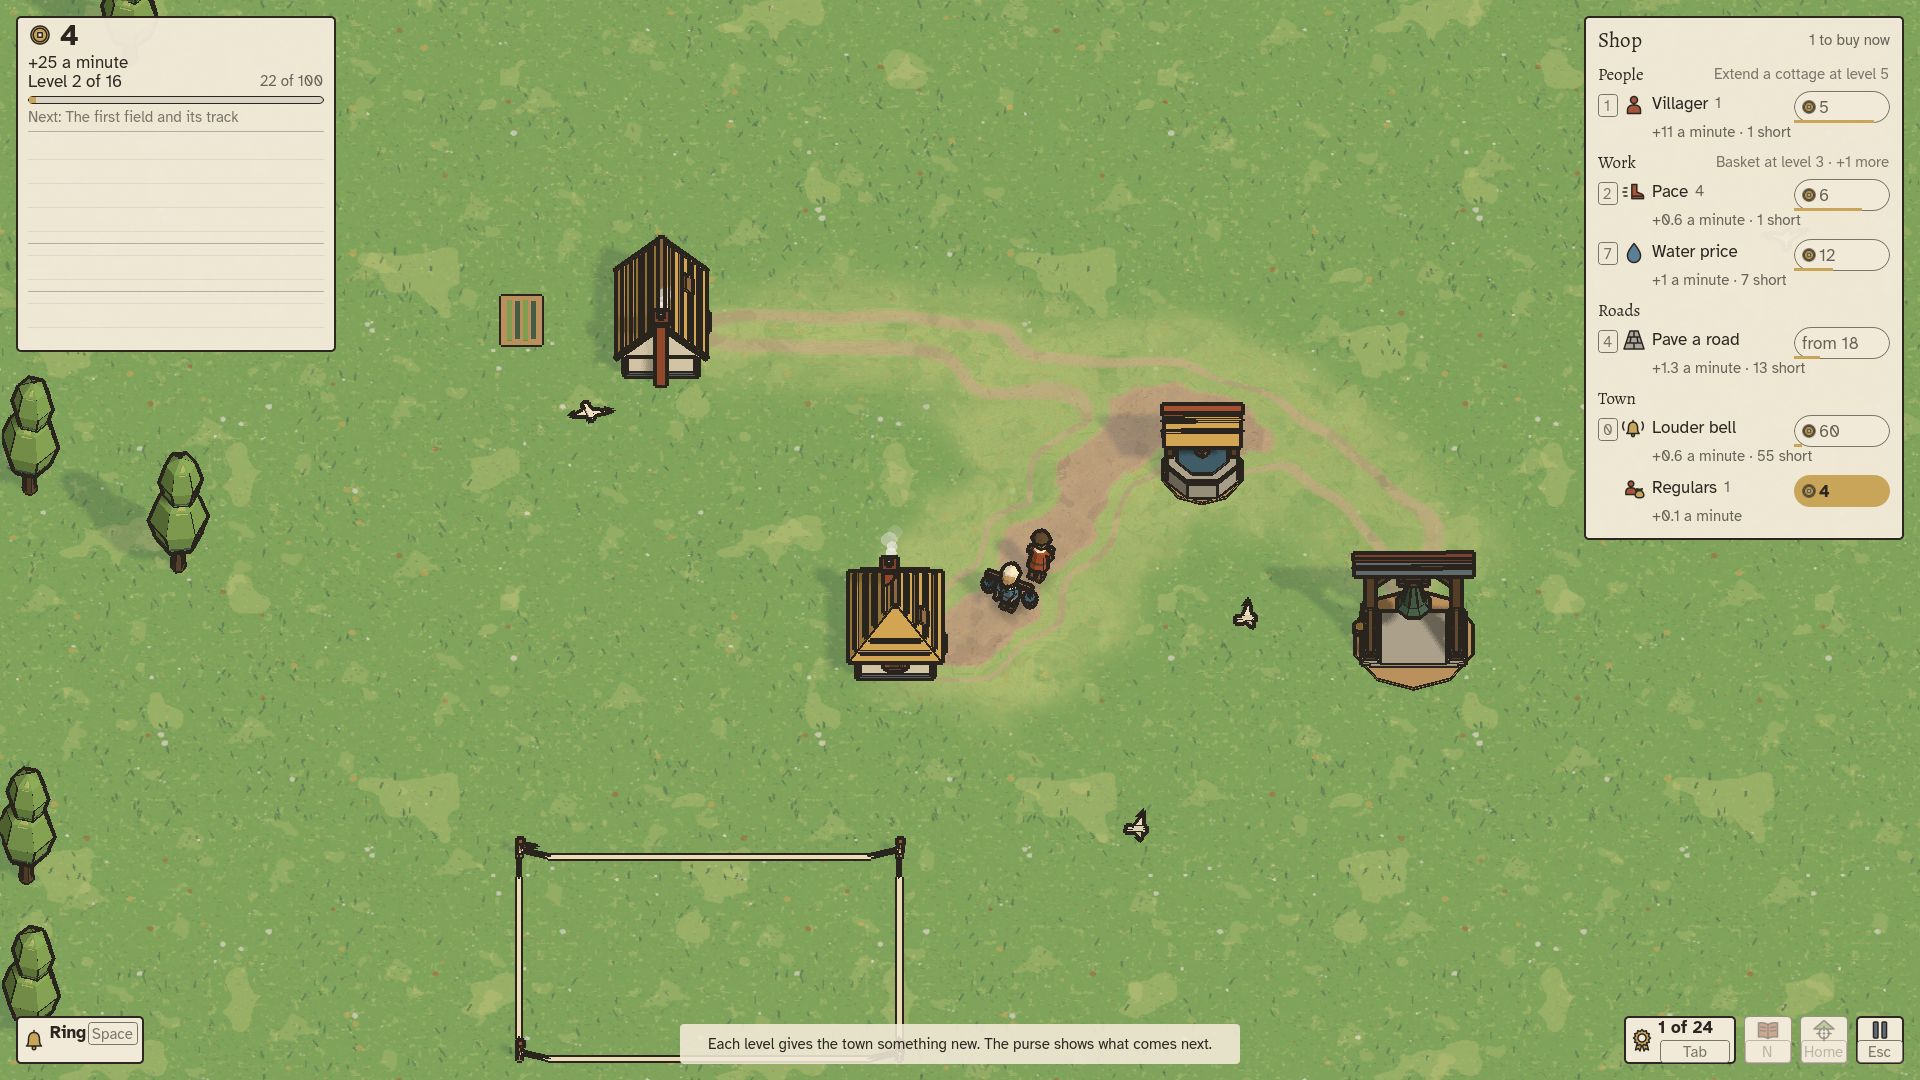 4
+25 a minute
Level 2 of 16 22 of 100
Next: The first field and its track
Shop 1 to buy now
People Extend a cottage at level 5
1 Villager 1 5
+11 a minute · 1 short
Work Basket at level 3 · +1 more
2 Pace 4 6
+0.6 a minute · 1 short
7 Water price 12
+1 a minute · 7 short
Roads
4 Pave a road from 18
+1.3 a minute · 13 short
Town
0 Louder bell 60
+0.6 a minute · 55 short
Regulars 1 4
+0.1 a minute
Ring Space
Each level gives the town something new. The purse shows what comes next.
1 of 24
Tab N Home Esc